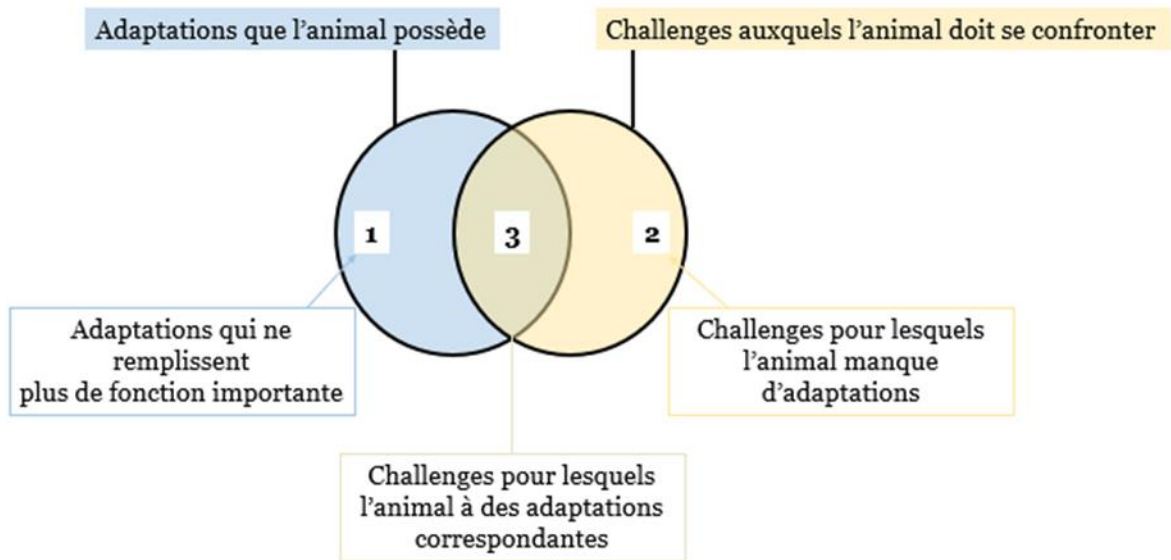 Adaptations que l'animal possède
Challenges auxquels l'animal doit se confronter
1
3
2
Adaptations qui ne
remplissent
plus de fonction importante
Challenges pour lesquels
l'animal manque
d'adaptations
Challenges pour lesquels
l'animal à des adaptations
correspondantes